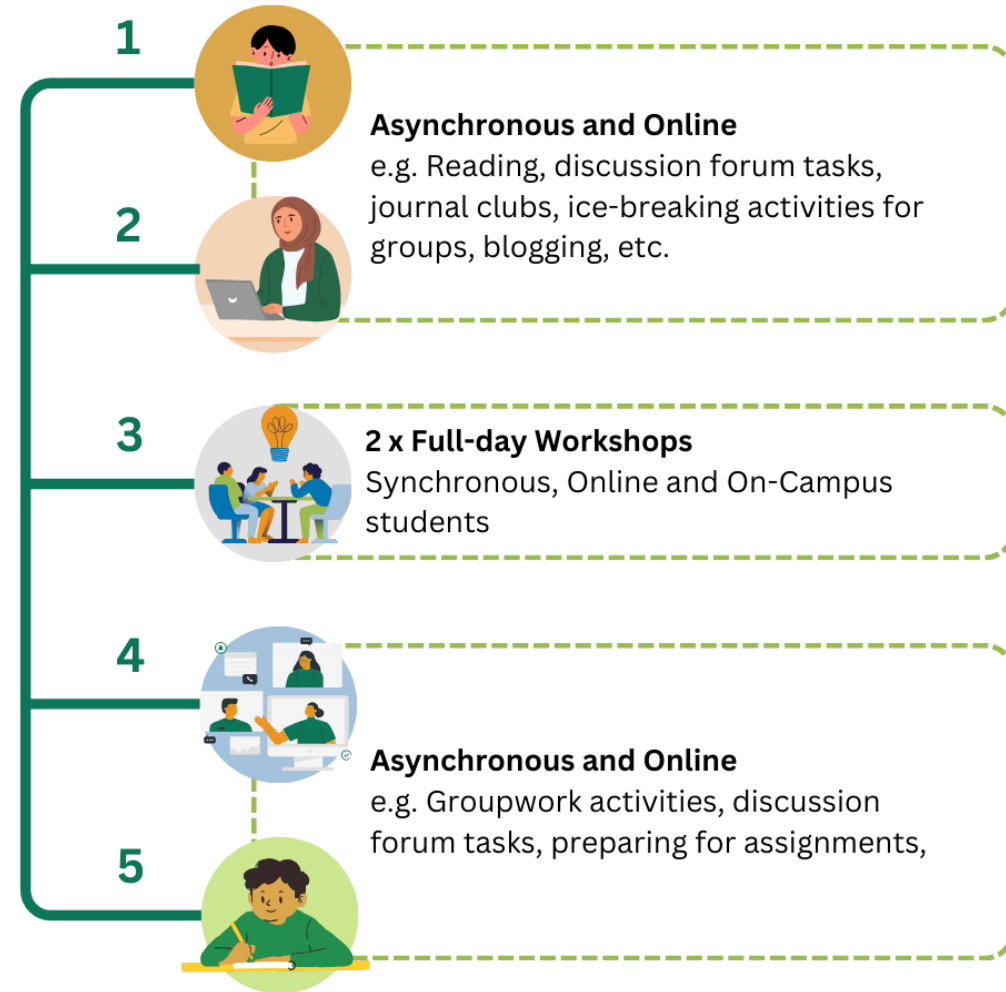 1
Asynchronous and Online
e.g. Reading, discussion forum tasks,
journal clubs, ice-breaking activities for
groups, blogging, etc.
2
3
2 x Full-day Workshops
Synchronous, Online and On-Campus
students
4
Asynchronous and Online
e.g. Groupwork activities, discussion
forum tasks, preparing for assignments,
5